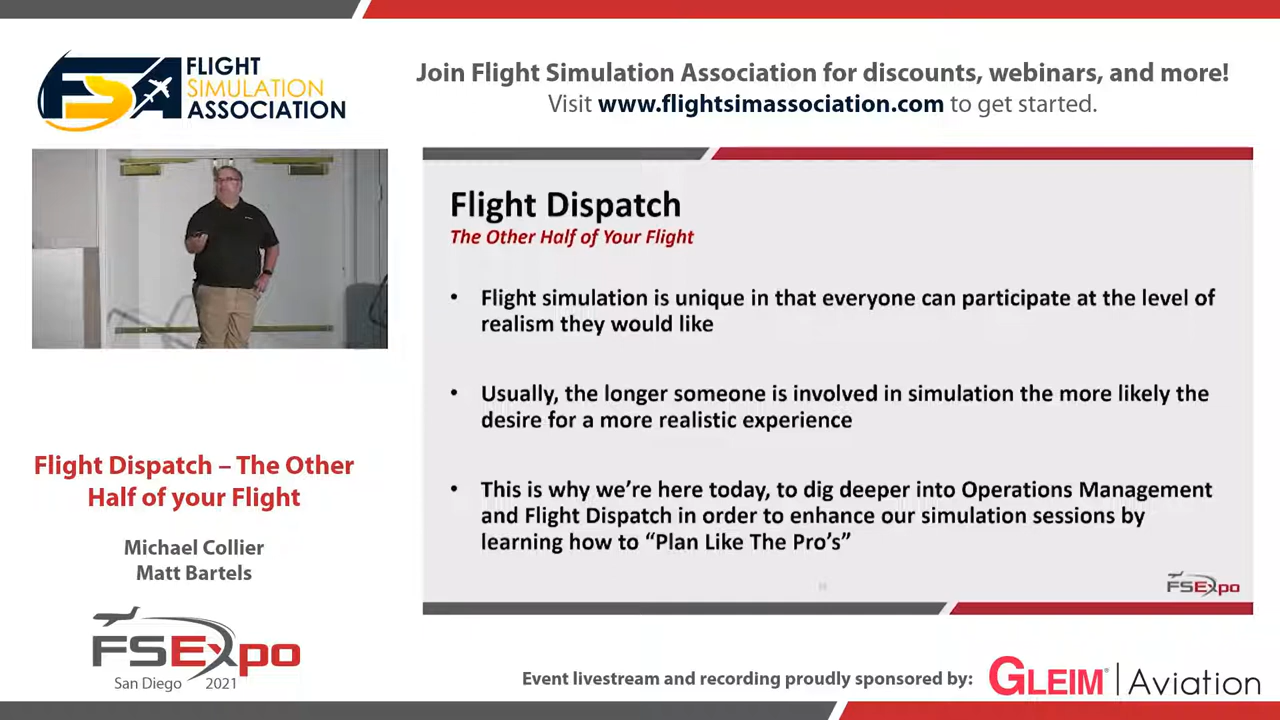 FSA
FLIGHT
SIMULATION
ASSOCIATION
Join Flight Simulation Association for discounts, webinars, and more!
Visit www.flightsimassociation.com to get started.
Flight Dispatch
The Other Half of Your Flight
• Flight simulation is unique in that everyone can participate at the level of
realism they would like
• Usually, the longer someone is involved in simulation the more likely the
desire for a more realistic experience
• This is why we’re here today, to dig deeper into Operations Management
and Flight Dispatch in order to enhance our simulation sessions by
learning how to “Plan Like The Pro’s”
FSExpo
Flight Dispatch – The Other
Half of your Flight
Michael Collier
Matt Bartels
FSExpo
San Diego 2021
Event livestream and recording proudly sponsored by:
GLEIM® | Aviation